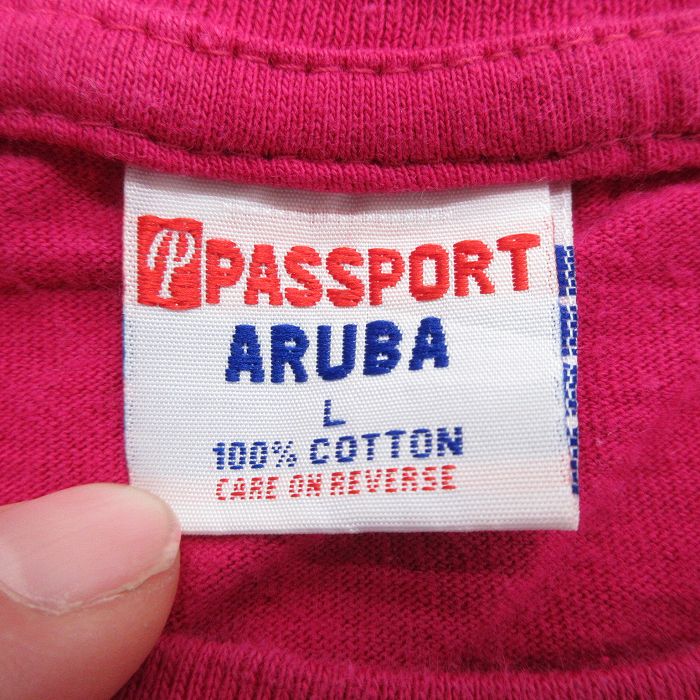 P PASSPORT
ARUBA
L
100% COTTON
CARE ON REVERSE